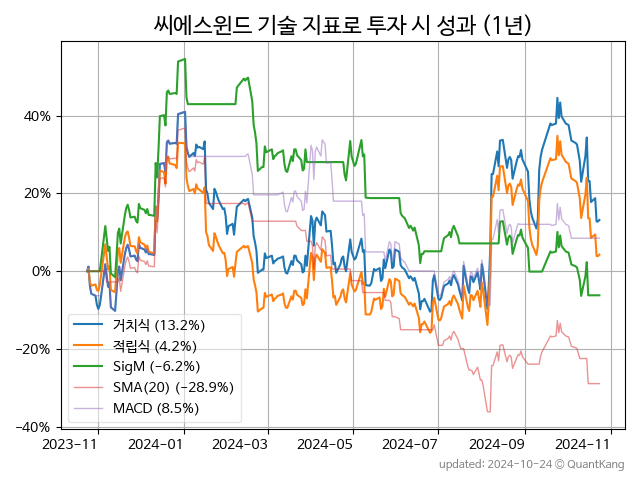 씨에스윈드 기술 지표로 투자 시 성과 (1년)
40%
20%
0%
−20%
−40%
거치식 (13.2%)
적립식 (4.2%)
SigM (−6.2%)
SMA(20) (−28.9%)
MACD (8.5%)
2023-11
2024-01
2024-03
2024-05
2024-07
2024-09
2024-11
updated: 2024-10-24 © QuantKang